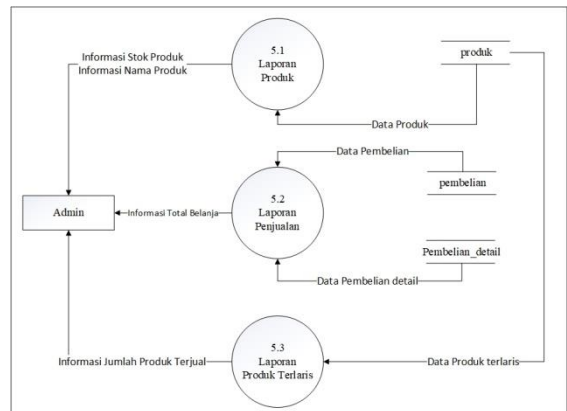 Informasi Stok Produk
Informasi Nama Produk
5.1
Laporan
Produk
produk
Data Produk
Data Pembelian
pembelian
Admin
Informasi Total Belanja
5.2
Laporan
Penjualan
Pembelian_detail
Data Pembelian detail
Informasi Jumlah Produk Terjual
5.3
Laporan
Produk Terlaris
Data Produk terlaris